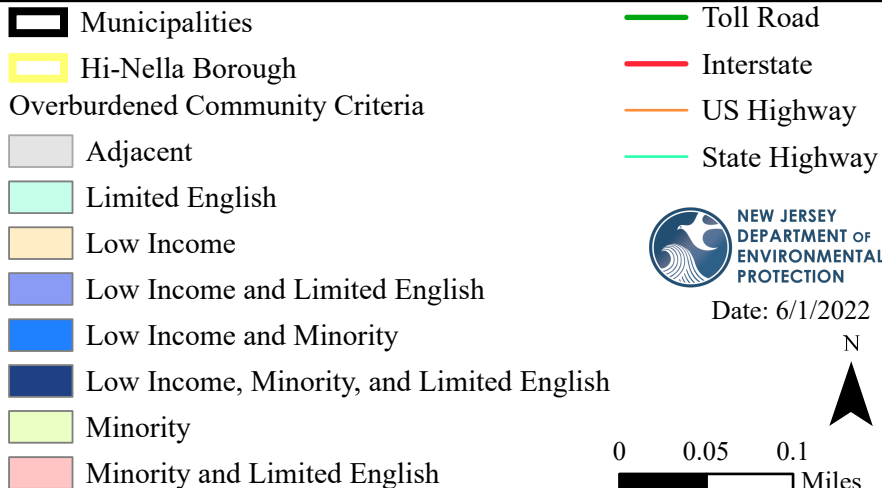 Municipalities
Hi-Nella Borough
Overburdened Community Criteria
Adjacent
Limited English
Low Income
Low Income and Limited English
Low Income and Minority
Low Income, Minority, and Limited English
Minority
Minority and Limited English
Toll Road
Interstate
US Highway
State Highway
NEW JERSEY
DEPARTMENT OF
ENVIRONMENTAL
PROTECTION
Date: 6/1/2022
N
0 0.05 0.1
Miles